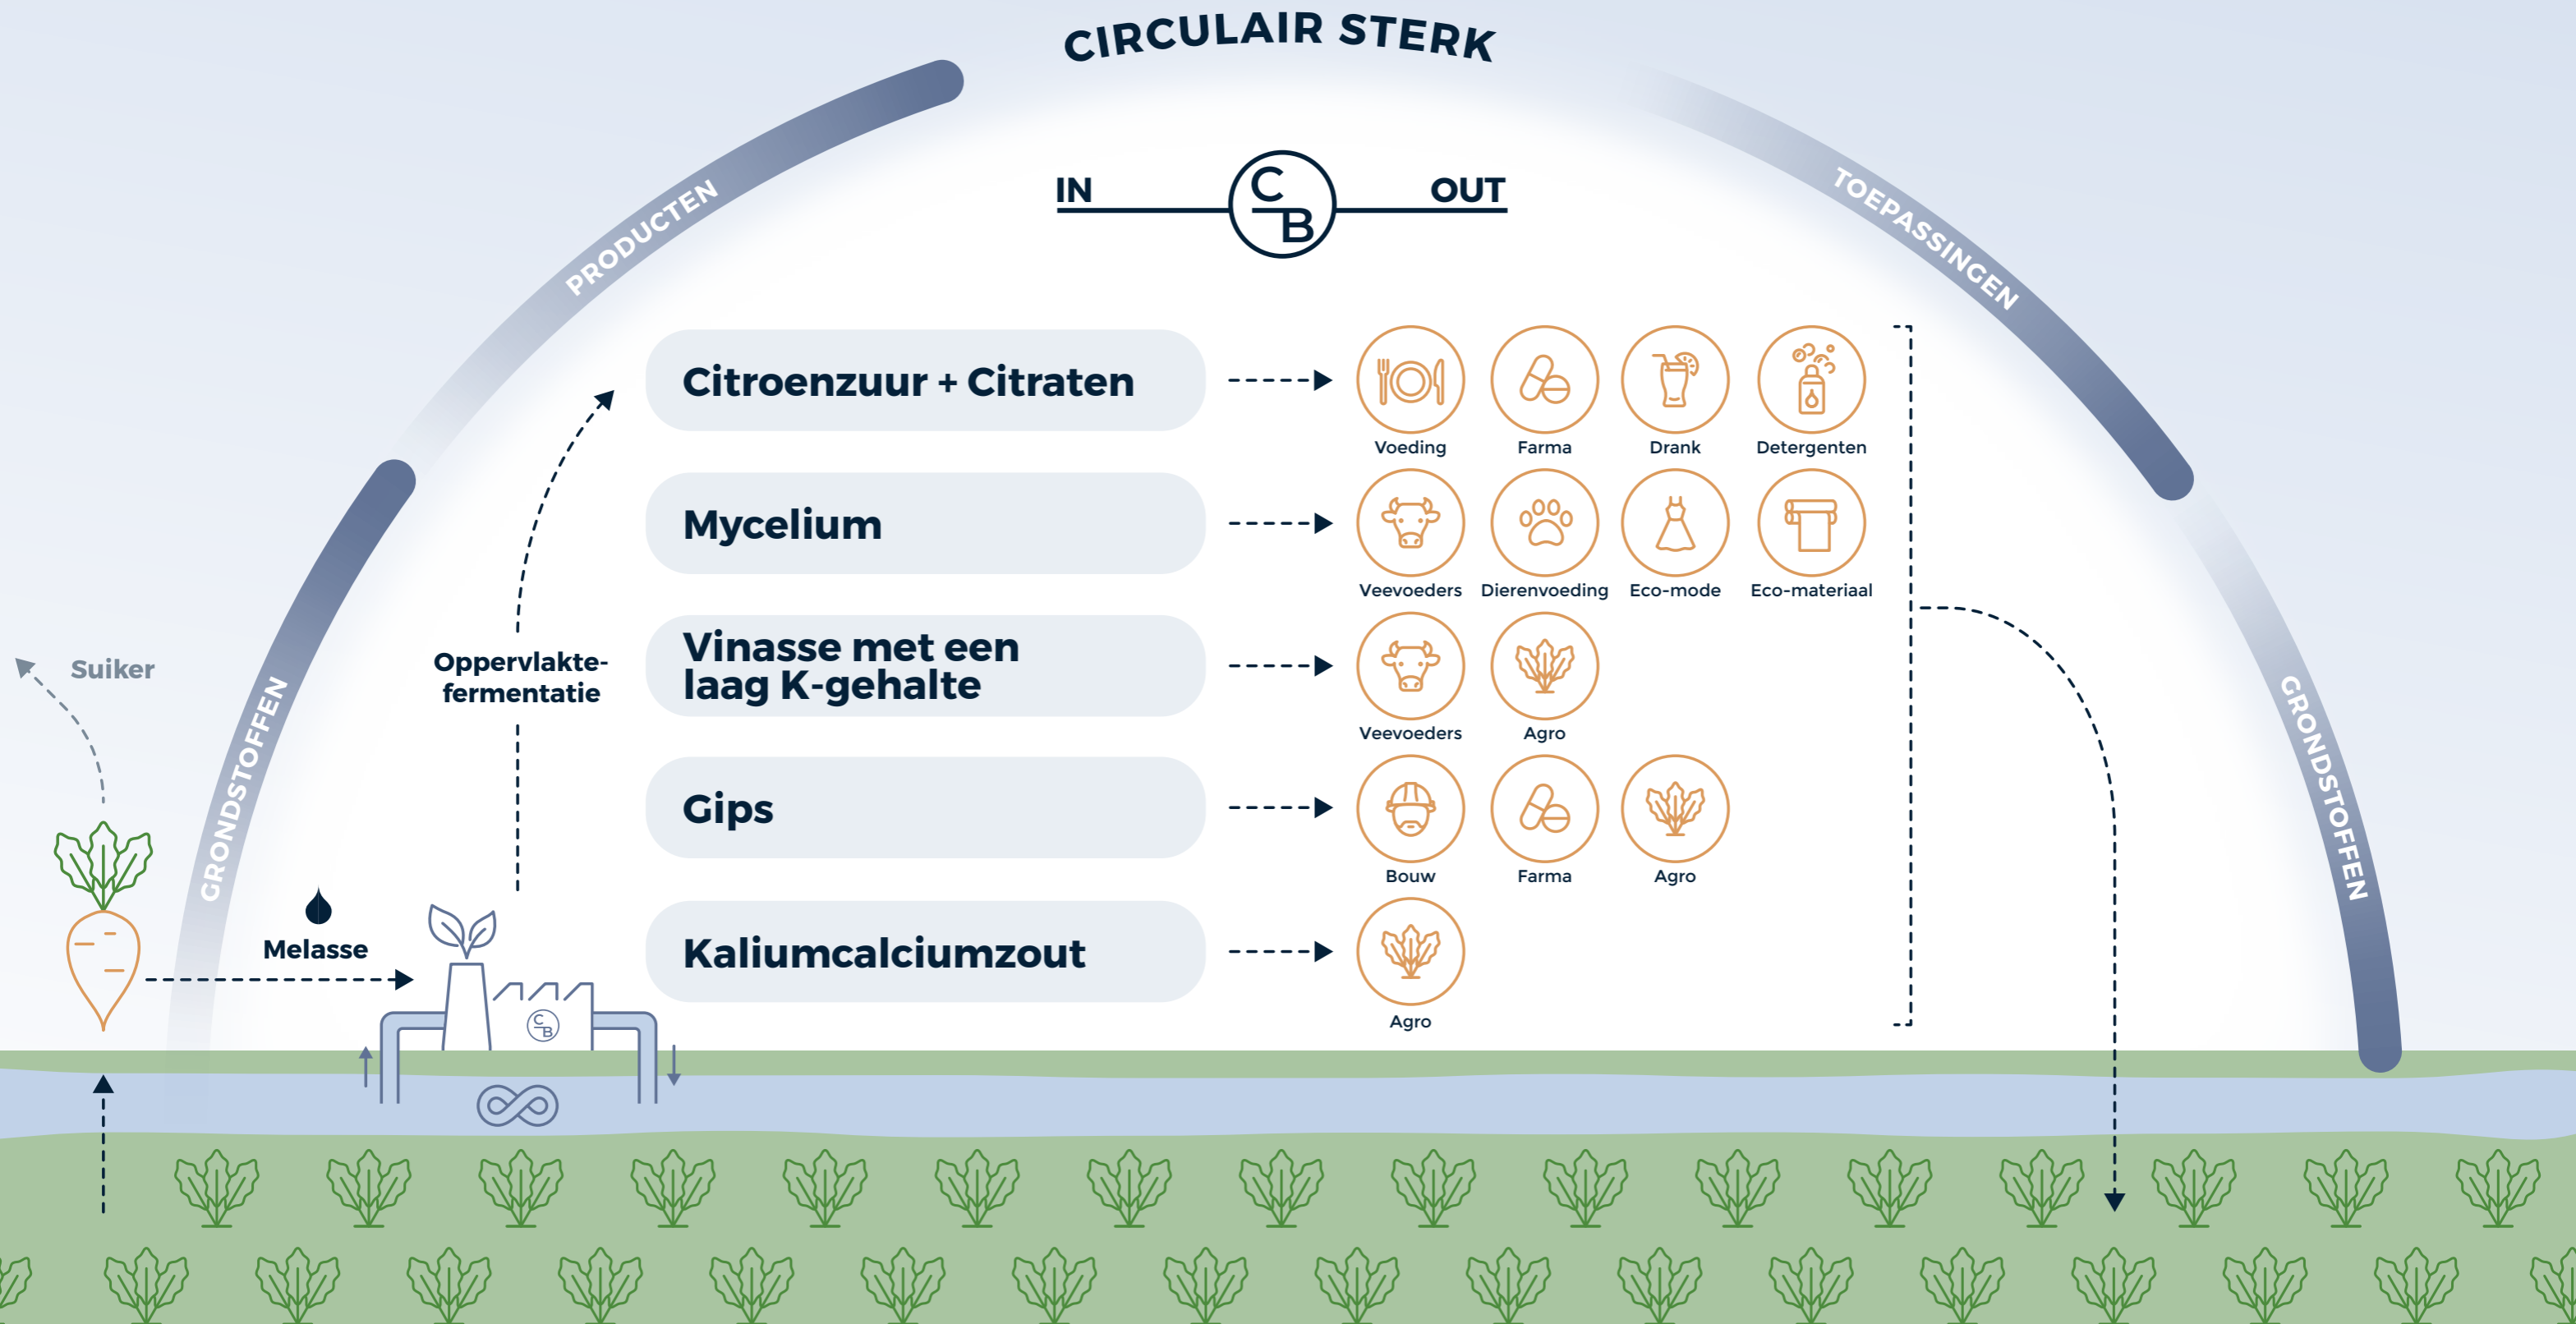 CIRCULAIR STERK
IN
C
B
OUT
PRODUCTEN
TOEPASSINGEN
GRONDSTOFFEN
GRONDSTOFFEN
Suiker
Melasse
Oppervlakte-
fermentatie
C
B
Citroenzuur + Citraten
Voeding
Farma
Drank
Detergenten
Mycelium
Veevoeders
Dierenvoeding
Eco-mode
Eco-materiaal
Vinasse met een
laag K-gehalte
Veevoeders
Agro
Gips
Bouw
Farma
Agro
Kaliumcalciumzout
Agro